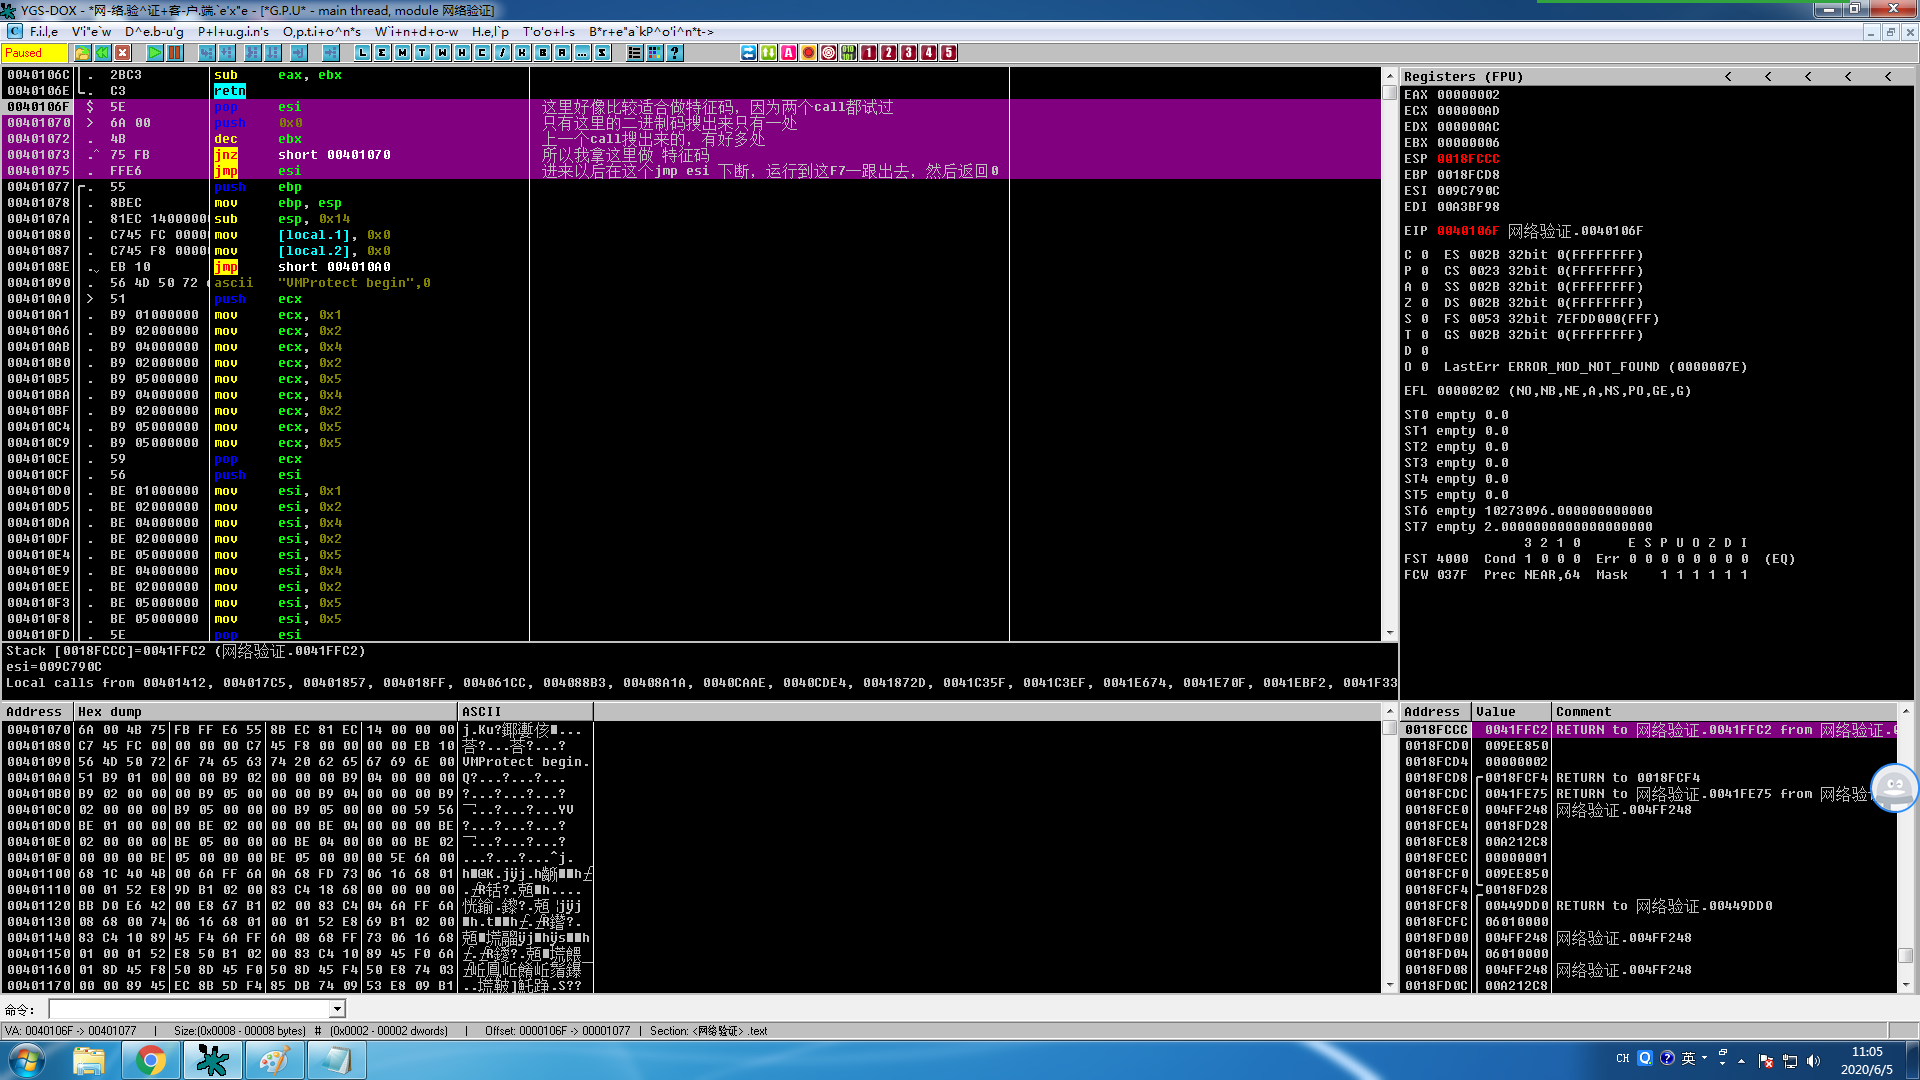 YGS-DOX - *网-络.验^证+客-户.端.`e'x"e - [*G.P.U* - main thread, module 网络验证]
F.i.l,e V'i"e`w D^e.b-u'g P+l+u.g.i.n's O,p.t.i+o^n*s W`i+n+d+o-w H.e,l`p T'o'o+l-s B*r+e"a`kP^o'i^n*t->
Paused L E M T W H C / K B R ... S ? A 1 2 3 4 5
0040106C . 2BC3 sub eax, ebx
0040106E . C3 retn
0040106F $ 5E pop esi 这里好像比较适合做特征码，因为两个call都试过
00401070 > 6A 00 push 0x0 只有这里的二进制码搜出来只有一处
00401072 . 4B dec ebx 上一个call搜出来的，有好多处
00401073 .^ 75 FB jnz short 00401070 所以我拿这里做 特征码
00401075 . FFE6 jmp esi 进来以后在这个jmp esi 下断，运行到这F7一跟出去，然后返回0
00401077 . 55 push ebp
00401078 . 8BEC mov ebp, esp
0040107A . 81EC 1400000 sub esp, 0x14
00401080 . C745 FC 0000 mov [local.1], 0x0
00401087 . C745 F8 0000 mov [local.2], 0x0
0040108E . EB 10 jmp short 004010A0
00401090 . 56 4D 50 72 ascii "VMProtect begin",0
004010A0 > 51 push ecx
004010A1 . B9 01000000 mov ecx, 0x1
004010A6 . B9 02000000 mov ecx, 0x2
004010AB . B9 04000000 mov ecx, 0x4
004010B0 . B9 02000000 mov ecx, 0x2
004010B5 . B9 05000000 mov ecx, 0x5
004010BA . B9 04000000 mov ecx, 0x4
004010BF . B9 02000000 mov ecx, 0x2
004010C4 . B9 05000000 mov ecx, 0x5
004010C9 . B9 05000000 mov ecx, 0x5
004010CE . 59 pop ecx
004010CF . 56 push esi
004010D0 . BE 01000000 mov esi, 0x1
004010D5 . BE 02000000 mov esi, 0x2
004010DA . BE 04000000 mov esi, 0x4
004010DF . BE 02000000 mov esi, 0x2
004010E4 . BE 05000000 mov esi, 0x5
004010E9 . BE 04000000 mov esi, 0x4
004010EE . BE 02000000 mov esi, 0x2
004010F3 . BE 05000000 mov esi, 0x5
004010F8 . BE 05000000 mov esi, 0x5
004010FD . 5E pop esi
Stack [0018FCCC]=0041FFC2 (网络验证.0041FFC2)
esi=009C790C
Local calls from 00401412, 004017C5, 00401857, 004018FF, 004061CC, 004088B3, 00408A1A, 0040CAAE, 0040CDE4, 0041872D, 0041C35F, 0041C3EF, 0041E674, 0041E70F, 0041EBF2, 0041F33
Registers (FPU) < < < < <
EAX 00000002
ECX 000000AD
EDX 000000AC
EBX 00000006
ESP 0018FCCC
EBP 0018FCD8
ESI 009C790C
EDI 00A3BF98
EIP 0040106F 网络验证.0040106F
C 0 ES 002B 32bit 0(FFFFFFFF)
P 0 CS 0023 32bit 0(FFFFFFFF)
A 0 SS 002B 32bit 0(FFFFFFFF)
Z 0 DS 002B 32bit 0(FFFFFFFF)
S 0 FS 0053 32bit 7EFDD000(FFF)
T 0 GS 002B 32bit 0(FFFFFFFF)
D 0
O 0 LastErr ERROR_MOD_NOT_FOUND (0000007E)
EFL 00000202 (NO,NB,NE,A,NS,PO,GE,G)
ST0 empty 0.0
ST1 empty 0.0
ST2 empty 0.0
ST3 empty 0.0
ST4 empty 0.0
ST5 empty 0.0
ST6 empty 10273096.000000000000
ST7 empty 2.0000000000000000000
3 2 1 0 E S P U O Z D I
FST 4000 Cond 1 0 0 0 Err 0 0 0 0 0 0 0 0 (EQ)
FCW 037F Prec NEAR,64 Mask 1 1 1 1 1 1
Address Hex dump ASCII
00401070 6A 00 4B 75 FB FF E6 55 8B EC 81 EC 14 00 00 00
00401080 C7 45 FC 00 00 00 00 C7 45 F8 00 00 00 00 EB 10
00401090 56 4D 50 72 6F 74 65 63 74 20 62 65 67 69 6E 00 VMProtect begin.
004010A0 51 B9 01 00 00 00 B9 02 00 00 00 B9 04 00 00 00 Q?...?...?...
004010B0 B9 02 00 00 00 B9 05 00 00 00 B9 04 00 00 00 B9 ?...?...?...?
004010C0 02 00 00 00 B9 05 00 00 00 B9 05 00 00 00 59 56
004010D0 BE 01 00 00 00 BE 02 00 00 00 BE 04 00 00 00 BE ?...?...?...?
004010E0 02 00 00 00 BE 05 00 00 00 BE 04 00 00 00 BE 02
004010F0 00 00 00 BE 05 00 00 00 BE 05 00 00 00 5E 6A 00 ...?...?...^j.
00401100 68 1C 40 4B 00 6A FF 6A 0A 68 FD 73 06 16 68 01
00401110 00 01 52 E8 9D B1 02 00 83 C4 18 68 00 00 00 00
00401120 BB D0 E6 42 00 E8 67 B1 02 00 83 C4 04 6A FF 6A
00401130 08 68 00 74 06 16 68 01 00 01 52 E8 69 B1 02 00
00401140 83 C4 10 89 45 F4 6A FF 6A 08 68 FF 73 06 16 68
00401150 01 00 01 52 E8 50 B1 02 00 83 C4 10 89 45 F0 6A
00401160 01 8D 45 F8 50 8D 45 F0 50 8D 45 F4 50 E8 74 03
00401170 00 00 89 45 EC 8B 5D F4 85 DB 74 09 53 E8 09 B1
Address Value Comment
0018FCCC 0041FFC2 RETURN to 网络验证.0041FFC2 from 网络验证.
0018FCD0 009EE850
0018FCD4 00000002
0018FCD8 0018FCF4 RETURN to 0018FCF4
0018FCDC 0041FE75 RETURN to 网络验证.0041FE75 from 网络验
0018FCE0 004FF248 网络验证.004FF248
0018FCE4 0018FD28
0018FCE8 00A212C8
0018FCEC 00000001
0018FCF0 009EE850
0018FCF4 0018FD28
0018FCF8 00449DD0 RETURN to 网络验证.00449DD0
0018FCFC 06010000
0018FD00 004FF248 网络验证.004FF248
0018FD04 06010000
0018FD08 004FF248 网络验证.004FF248
0018FD0C 00A212C8
命令：
VA: 0040106F -> 00401077 | Size:(0x0008 - 00008 bytes) # (0x0002 - 00002 dwords) | Offset: 0000106F -> 00001077 | Section: <网络验证> .text
CH 英 11:05
2020/6/5